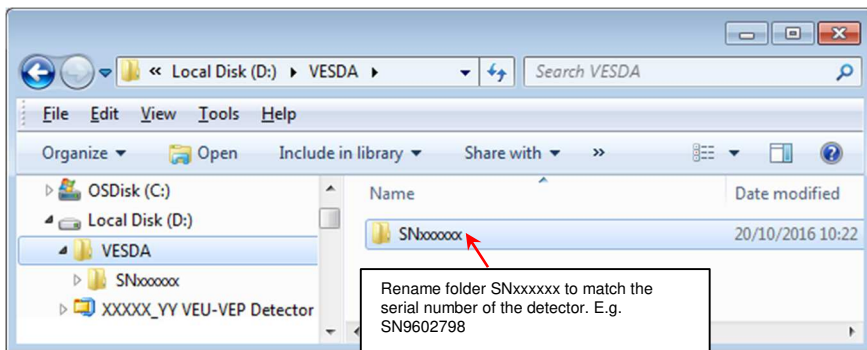 « Local Disk (D:) ▸ VESDA ▸ Search VESDA
File Edit View Tools Help
Organize Open Include in library Share with »
OSDisk (C:)
Local Disk (D:)
VESDA
SNxxxxxx
XXXXX_YY VEU-VEP Detector
Name Date modified
SNxxxxxx 20/10/2016 10:22
Rename folder SNxxxxxx to match the
serial number of the detector. E.g.
SN9602798